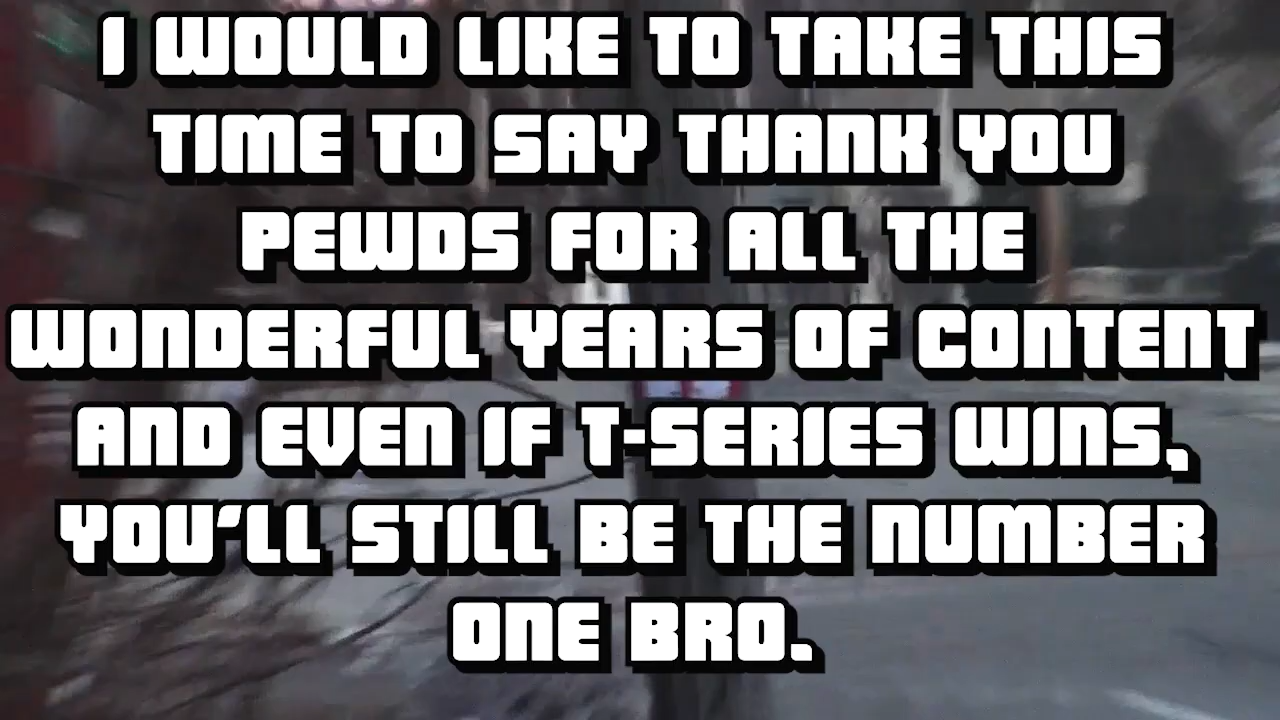 I WOULD LIKE TO TAKE THIS
TIME TO SAY THANK YOU
PEWDS FOR ALL THE
WONDERFUL YEARS OF CONTENT
AND EVEN IF T-SERIES WINS,
YOU'LL STILL BE THE NUMBER
ONE BRO.